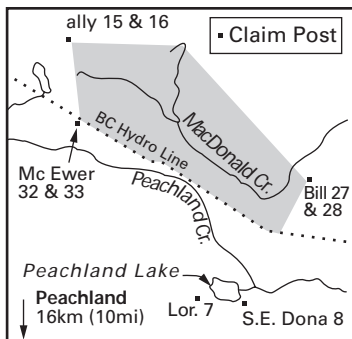 ally 15 & 16
Claim Post
MacDonald Cr.
BC Hydro Line
Mc Ewer
32 & 33
Bill 27
& 28
Peachland
Cr.
Peachland Lake
Peachland
16km (10mi)
Lor. 7
S.E. Dona 8